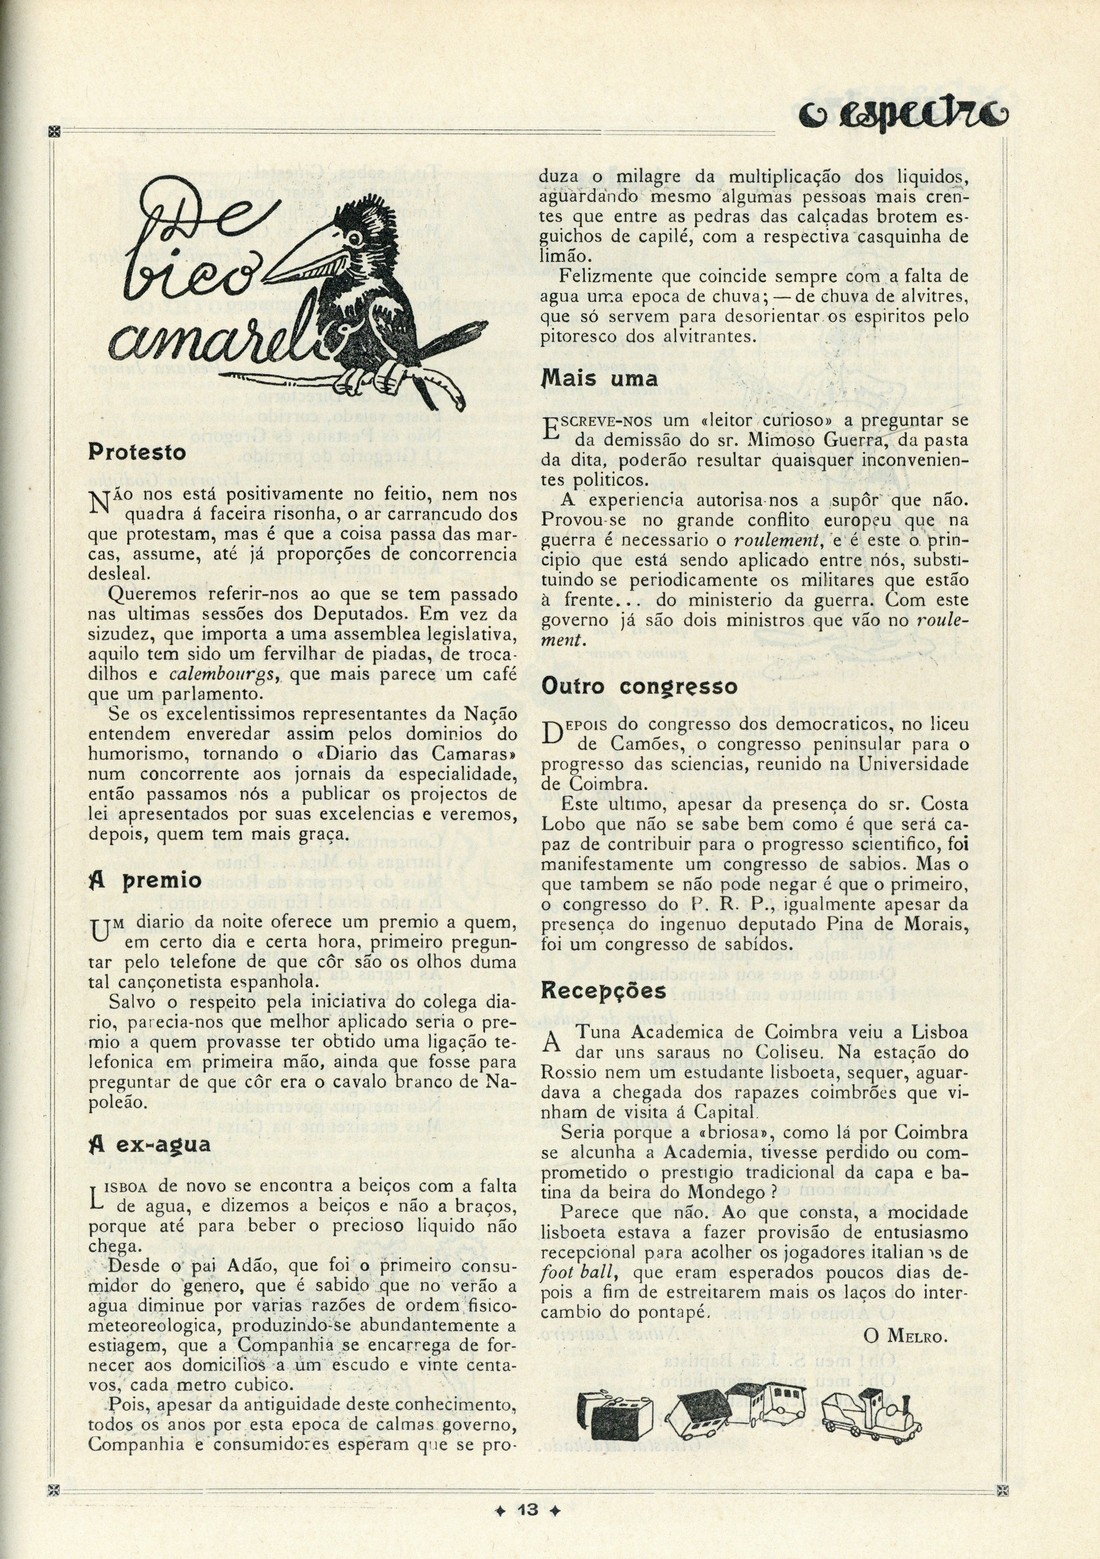 o espectro
De
bico
amarelo
Protesto
NÃO nos está positivamente no feitio, nem nos
quadra á faceira risonha, o ar carrancudo dos
que protestam, mas é que a coisa passa das mar-
cas, assume, até já proporções de concorrencia
desleal.
Queremos referir-nos ao que se tem passado
nas ultimas sessões dos Deputados. Em vez da
sizudez, que importa a uma assemblea legislativa,
aquilo tem sido um fervilhar de piadas, de troca-
dilhos e calembourgs, que mais parece um café
que um parlamento.
Se os excelentissimos representantes da Nação
entendem enveredar assim pelos dominios do
humorismo, tornando o «Diario das Camaras»
num concorrente aos jornais da especialidade,
então passamos nós a publicar os projectos de
lei apresentados por suas excelencias e veremos,
depois, quem tem mais graça.
A premio
UM diario da noite oferece um premio a quem,
em certo dia e certa hora, primeiro pregun-
tar pelo telefone de que côr são os olhos duma
tal cançonetista espanhola.
Salvo o respeito pela iniciativa do colega dia-
rio, parecia-nos que melhor aplicado seria o pre-
mio a quem provasse ter obtido uma ligação te-
lefonica em primeira mão, ainda que fosse para
preguntar de que côr era o cavalo branco de Na-
poleão.
A ex-agua
LISBOA de novo se encontra a beiços com a falta
de agua, e dizemos a beiços e não a braços,
porque até para beber o precioso liquido não
chega.
Desde o pai Adão, que foi o primeiro consu-
midor do genero, que é sabido que no verão a
agua diminue por varias razões de ordem fisico-
meteoreologica, produzindo-se abundantemente a
estiagem, que a Companhia se encarrega de for-
necer aos domicilios a um escudo e vinte centa-
vos, cada metro cubico.
Pois, apesar da antiguidade deste conhecimento,
todos os anos por esta epoca de calmas governo,
Companhia e consumidores esperam que se pro-
duza o milagre da multiplicação dos liquidos,
aguardando mesmo algumas pessoas mais cren-
tes que entre as pedras das calçadas brotem es-
guichos de capilé, com a respectiva casquinha de
limão.
Felizmente que coincide sempre com a falta de
agua uma epoca de chuva; — de chuva de alvitres,
que só servem para desorientar os espiritos pelo
pitoresco dos alvitrantes.
Mais uma
ESCREVE-NOS um «leitor curioso» a preguntar se
da demissão do sr. Mimoso Guerra, da pasta
da dita, poderão resultar quaisquer inconvenien-
tes politicos.
A experiencia autorisa-nos a supôr que não.
Provou-se no grande conflito europeu que na
guerra é necessario o roulement, e é este o prin-
cipio que está sendo aplicado entre nós, substi-
tuindo se periodicamente os militares que estão
à frente... do ministerio da guerra. Com este
governo já são dois ministros que vão no roule-
ment.
Outro congresso
DEPOIS do congresso dos democraticos, no liceu
de Camões, o congresso peninsular para o
progresso das sciencias, reunido na Universidade
de Coimbra.
Este ultimo, apesar da presença do sr. Costa
Lobo que não se sabe bem como é que será ca-
paz de contribuir para o progresso scientifico, foi
manifestamente um congresso de sabios. Mas o
que tambem se não pode negar é que o primeiro,
o congresso do P. R. P., igualmente apesar da
presença do ingenuo deputado Pina de Morais,
foi um congresso de sabidos.
Recepções
A Tuna Academica de Coimbra veiu a Lisboa
dar uns saraus no Coliseu. Na estação do
Rossio nem um estudante lisboeta, sequer, aguar-
dava a chegada dos rapazes coimbrões que vi-
nham de visita á Capital.
Seria porque a «briosa», como lá por Coimbra
se alcunha a Academia, tivesse perdido ou com-
prometido o prestigio tradicional da capa e ba-
tina da beira do Mondego?
Parece que não. Ao que consta, a mocidade
lisboeta estava a fazer provisão de entusiasmo
recepcional para acolher os jogadores italianos de
foot ball, que eram esperados poucos dias de-
pois a fim de estreitarem mais os laços do inter-
cambio do pontapé.
O MELRO.
13